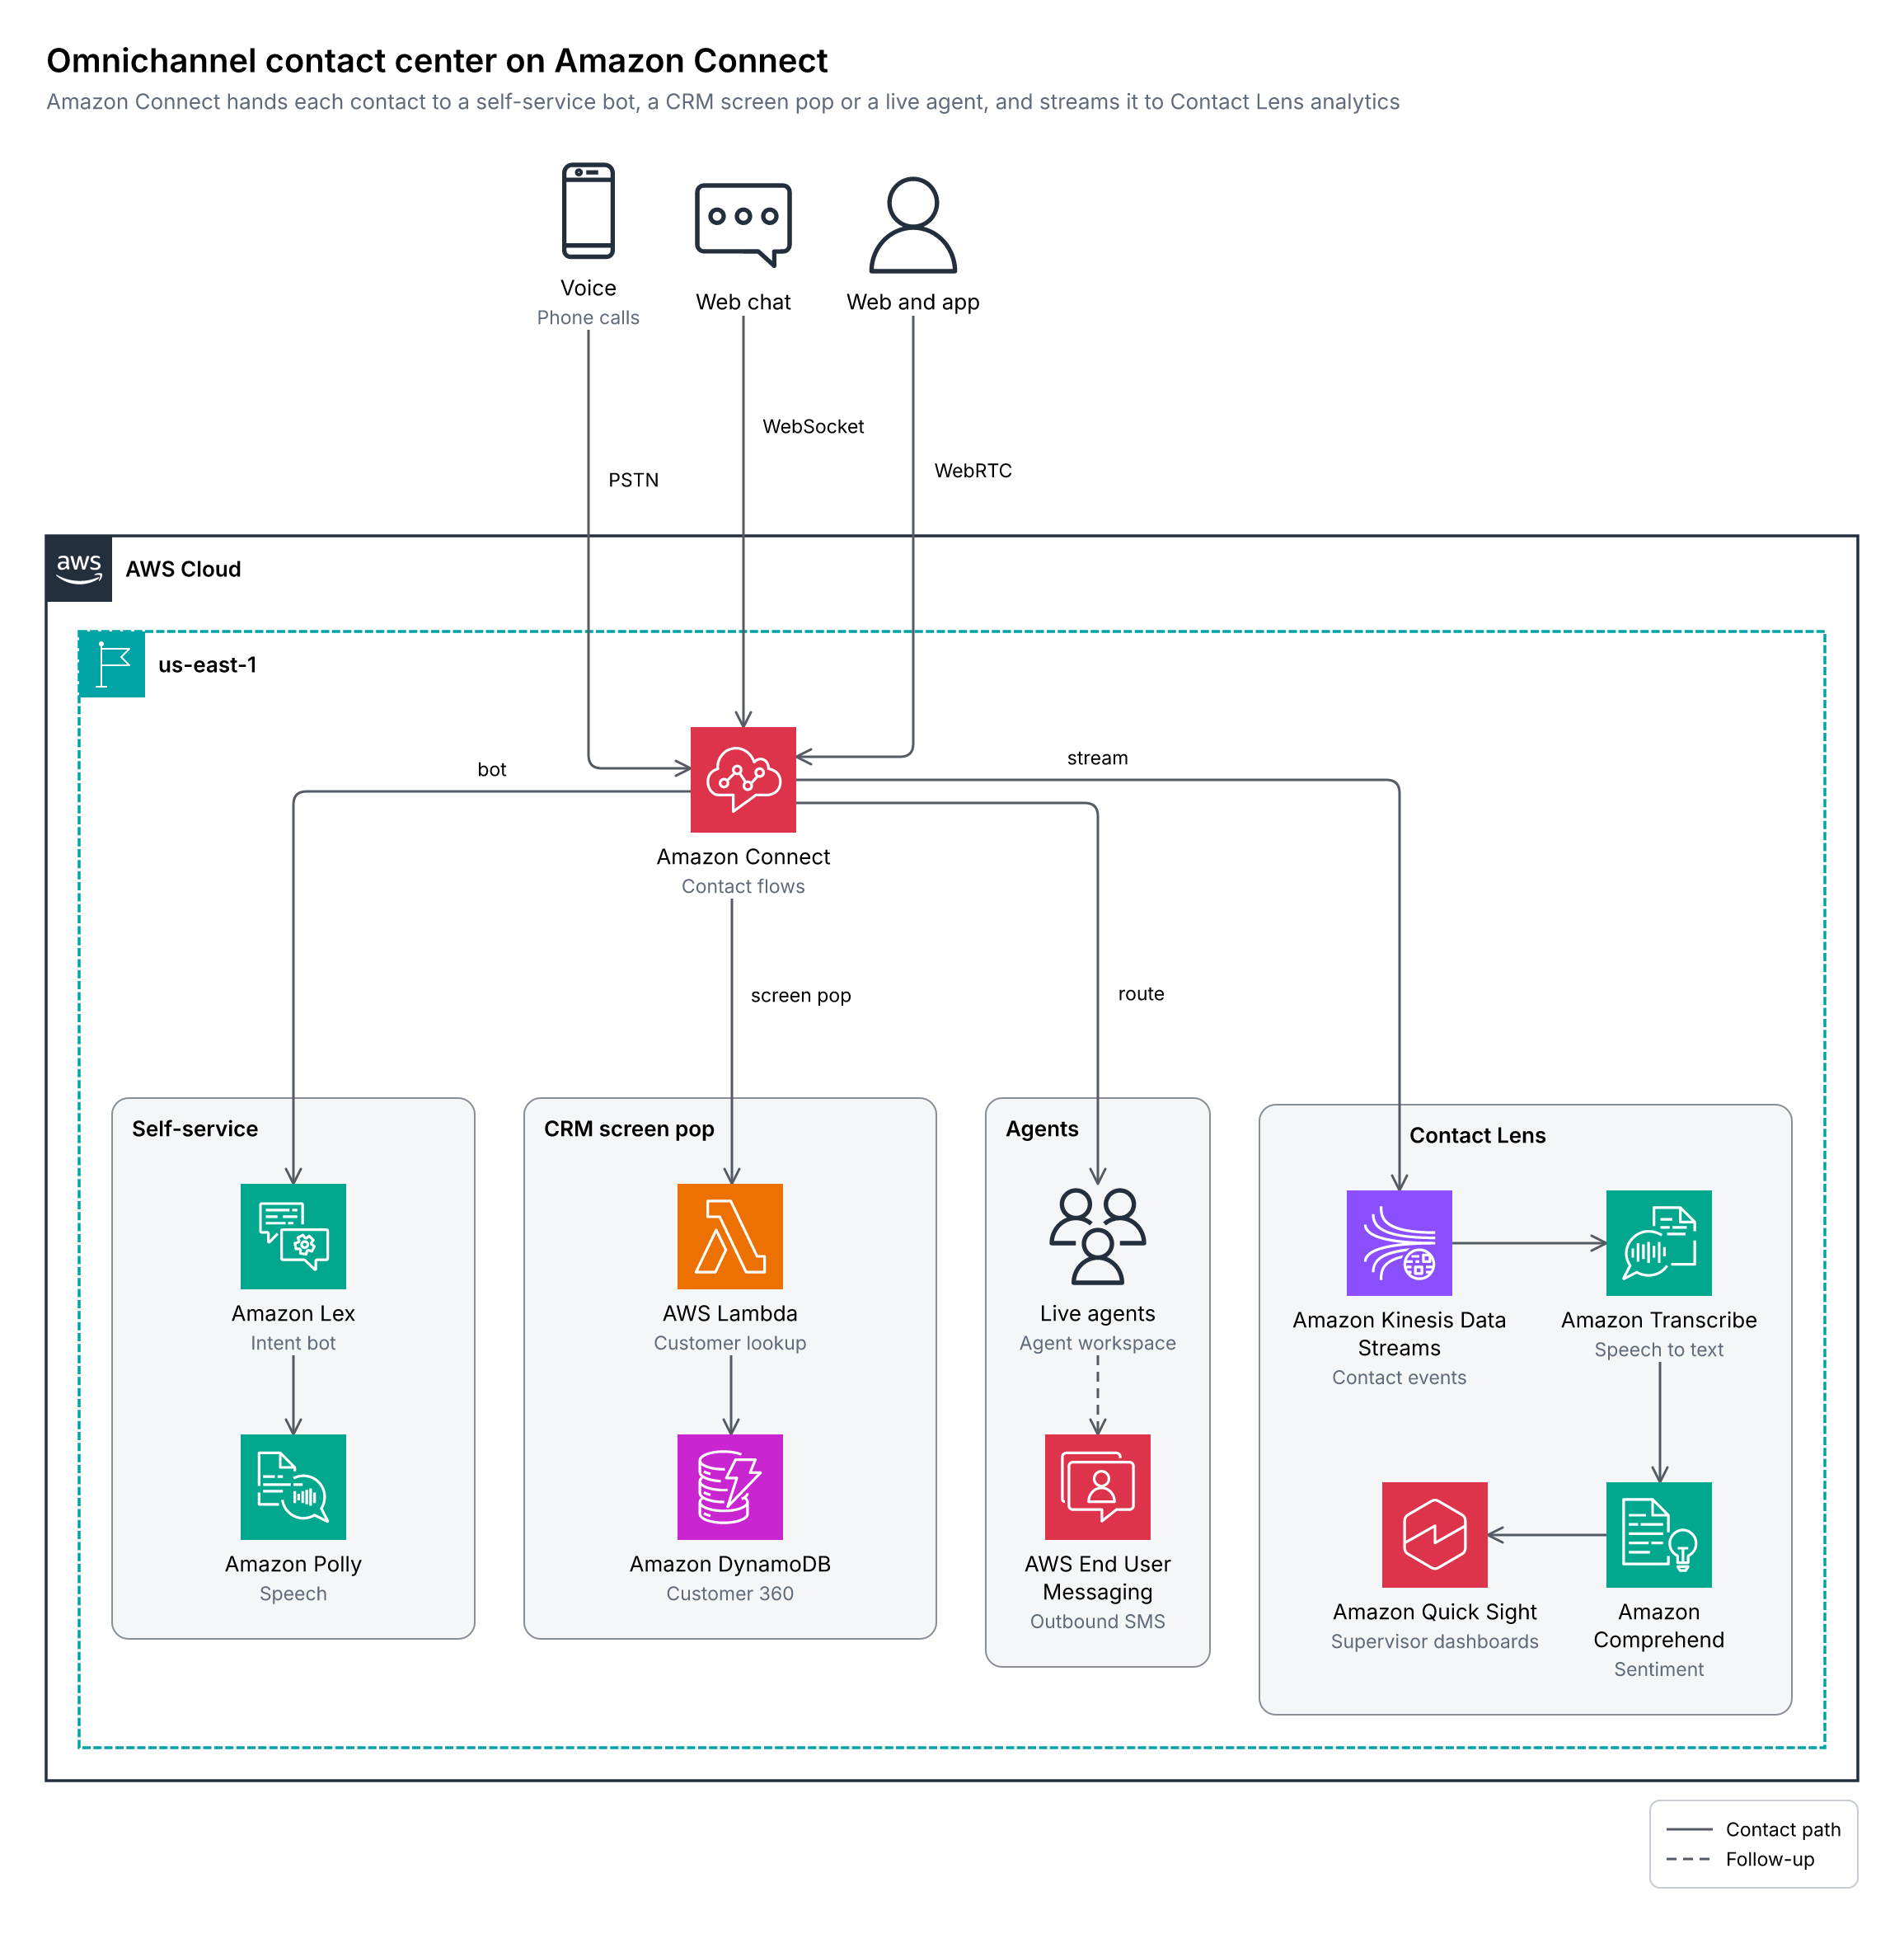 Omnichannel contact center on Amazon Connect
Amazon Connect hands each contact to a self-service bot, a CRM screen pop or a live agent, and streams it to Contact Lens analytics
Voice
Phone calls
Web chat
Web and app
WebSocket
PSTN
WebRTC
aws
AWS Cloud
us-east-1
bot
stream
Amazon Connect
Contact flows
screen pop
route
Self-service
Amazon Lex
Intent bot
Amazon Polly
Speech
CRM screen pop
AWS Lambda
Customer lookup
Amazon DynamoDB
Customer 360
Agents
Live agents
Agent workspace
AWS End User
Messaging
Outbound SMS
Contact Lens
Amazon Kinesis Data
Streams
Contact events
Amazon Transcribe
Speech to text
Amazon Quick Sight
Supervisor dashboards
Amazon
Comprehend
Sentiment
Contact path
Follow-up